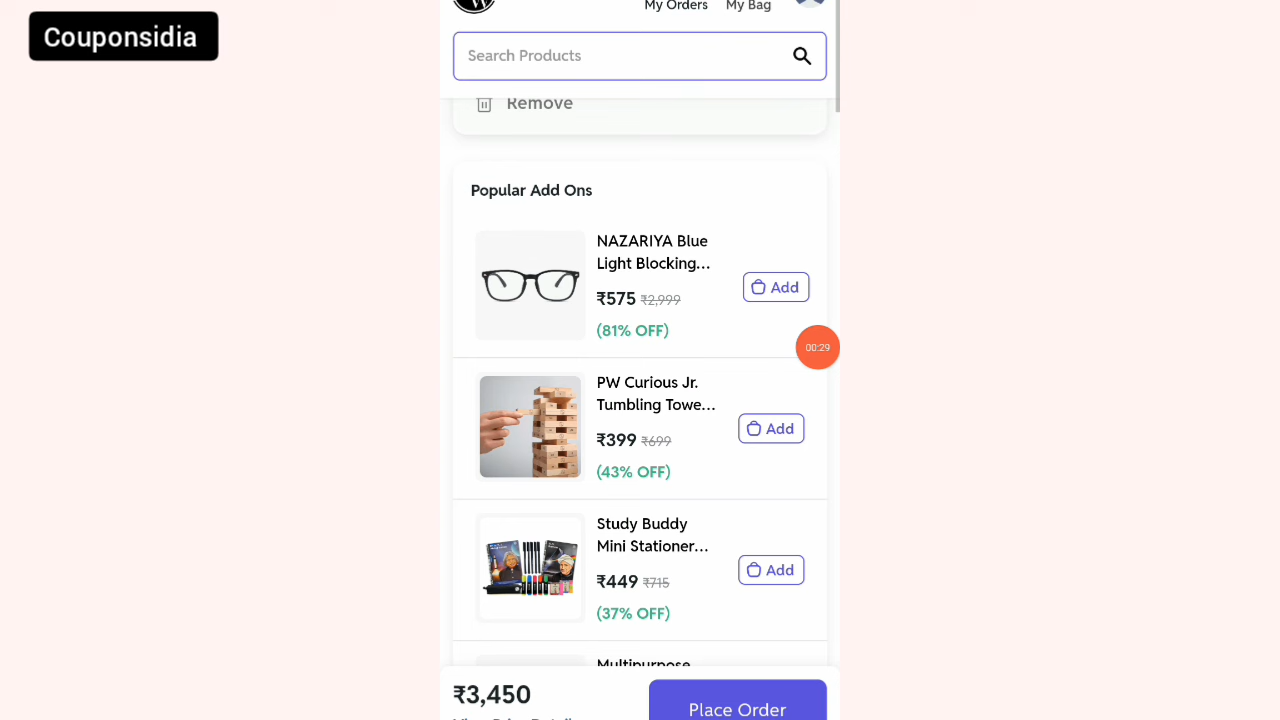 Couponsidia
My Orders
My Bag
Search Products
Remove
Popular Add Ons
NAZARIYA Blue
Light Blocking...
₹575 ₹2,999
(81% OFF)
Add
00:29
PW Curious Jr.
Tumbling Towe...
₹399 ₹699
(43% OFF)
Add
Study Buddy
Mini Stationer...
₹449 ₹715
(37% OFF)
Add
Multipurpose
₹3,450
Place Order